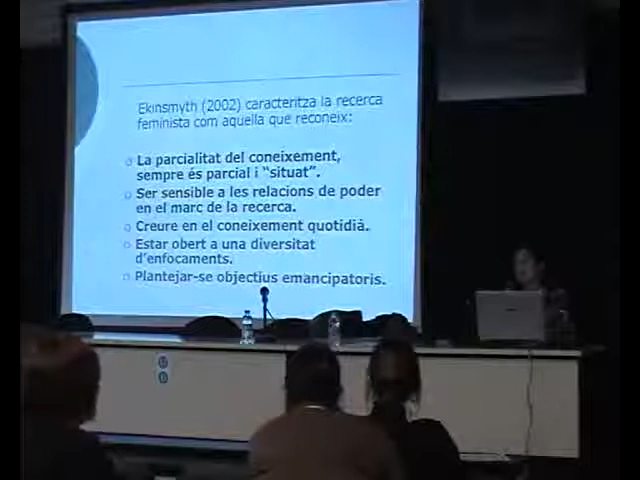 Ekinsmyth (2002) caracteritza la recerca
feminista com aquella que reconeix:
La parcialitat del coneixement,
sempre és parcial i "situat".
Ser sensible a les relacions de poder
en el marc de la recerca.
Creure en el coneixement quotidià.
Estar obert a una diversitat
d'enfocaments.
Plantejar-se objectius emancipatoris.